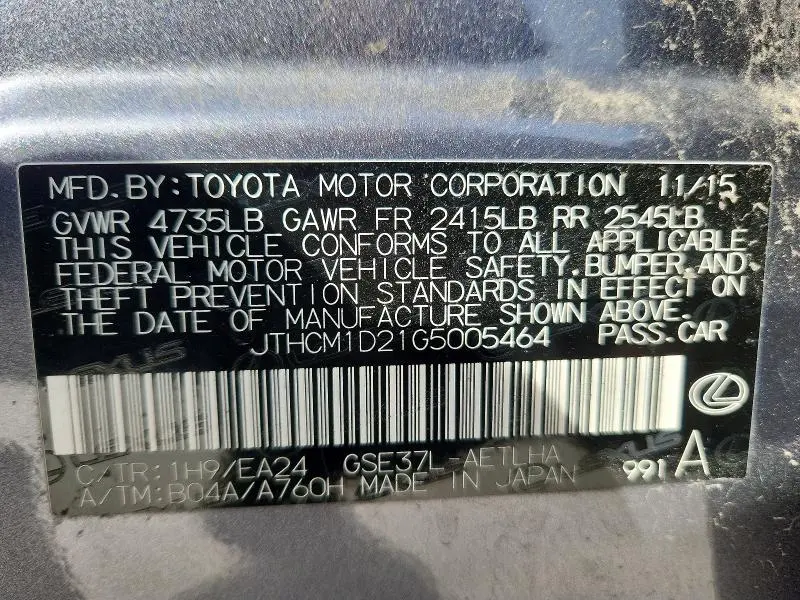 MFD. BY: TOYOTA MOTOR CORPORATION 11/15
GVWR 4735LB GAWR FR 2415LB RR 2545LB
THIS VEHICLE CONFORMS TO ALL APPLICABLE
FEDERAL MOTOR VEHICLE SAFETY, BUMPER, AND
THEFT PREVENTION STANDARDS IN EFFECT ON
THE DATE OF MANUFACTURE SHOWN ABOVE.
JTHCM1D21G5005464 PASS.CAR
C/TR: 1H9/EA24 GSE37L-AETLHA
A/TM: B04A/A760H MADE IN JAPAN 991 A